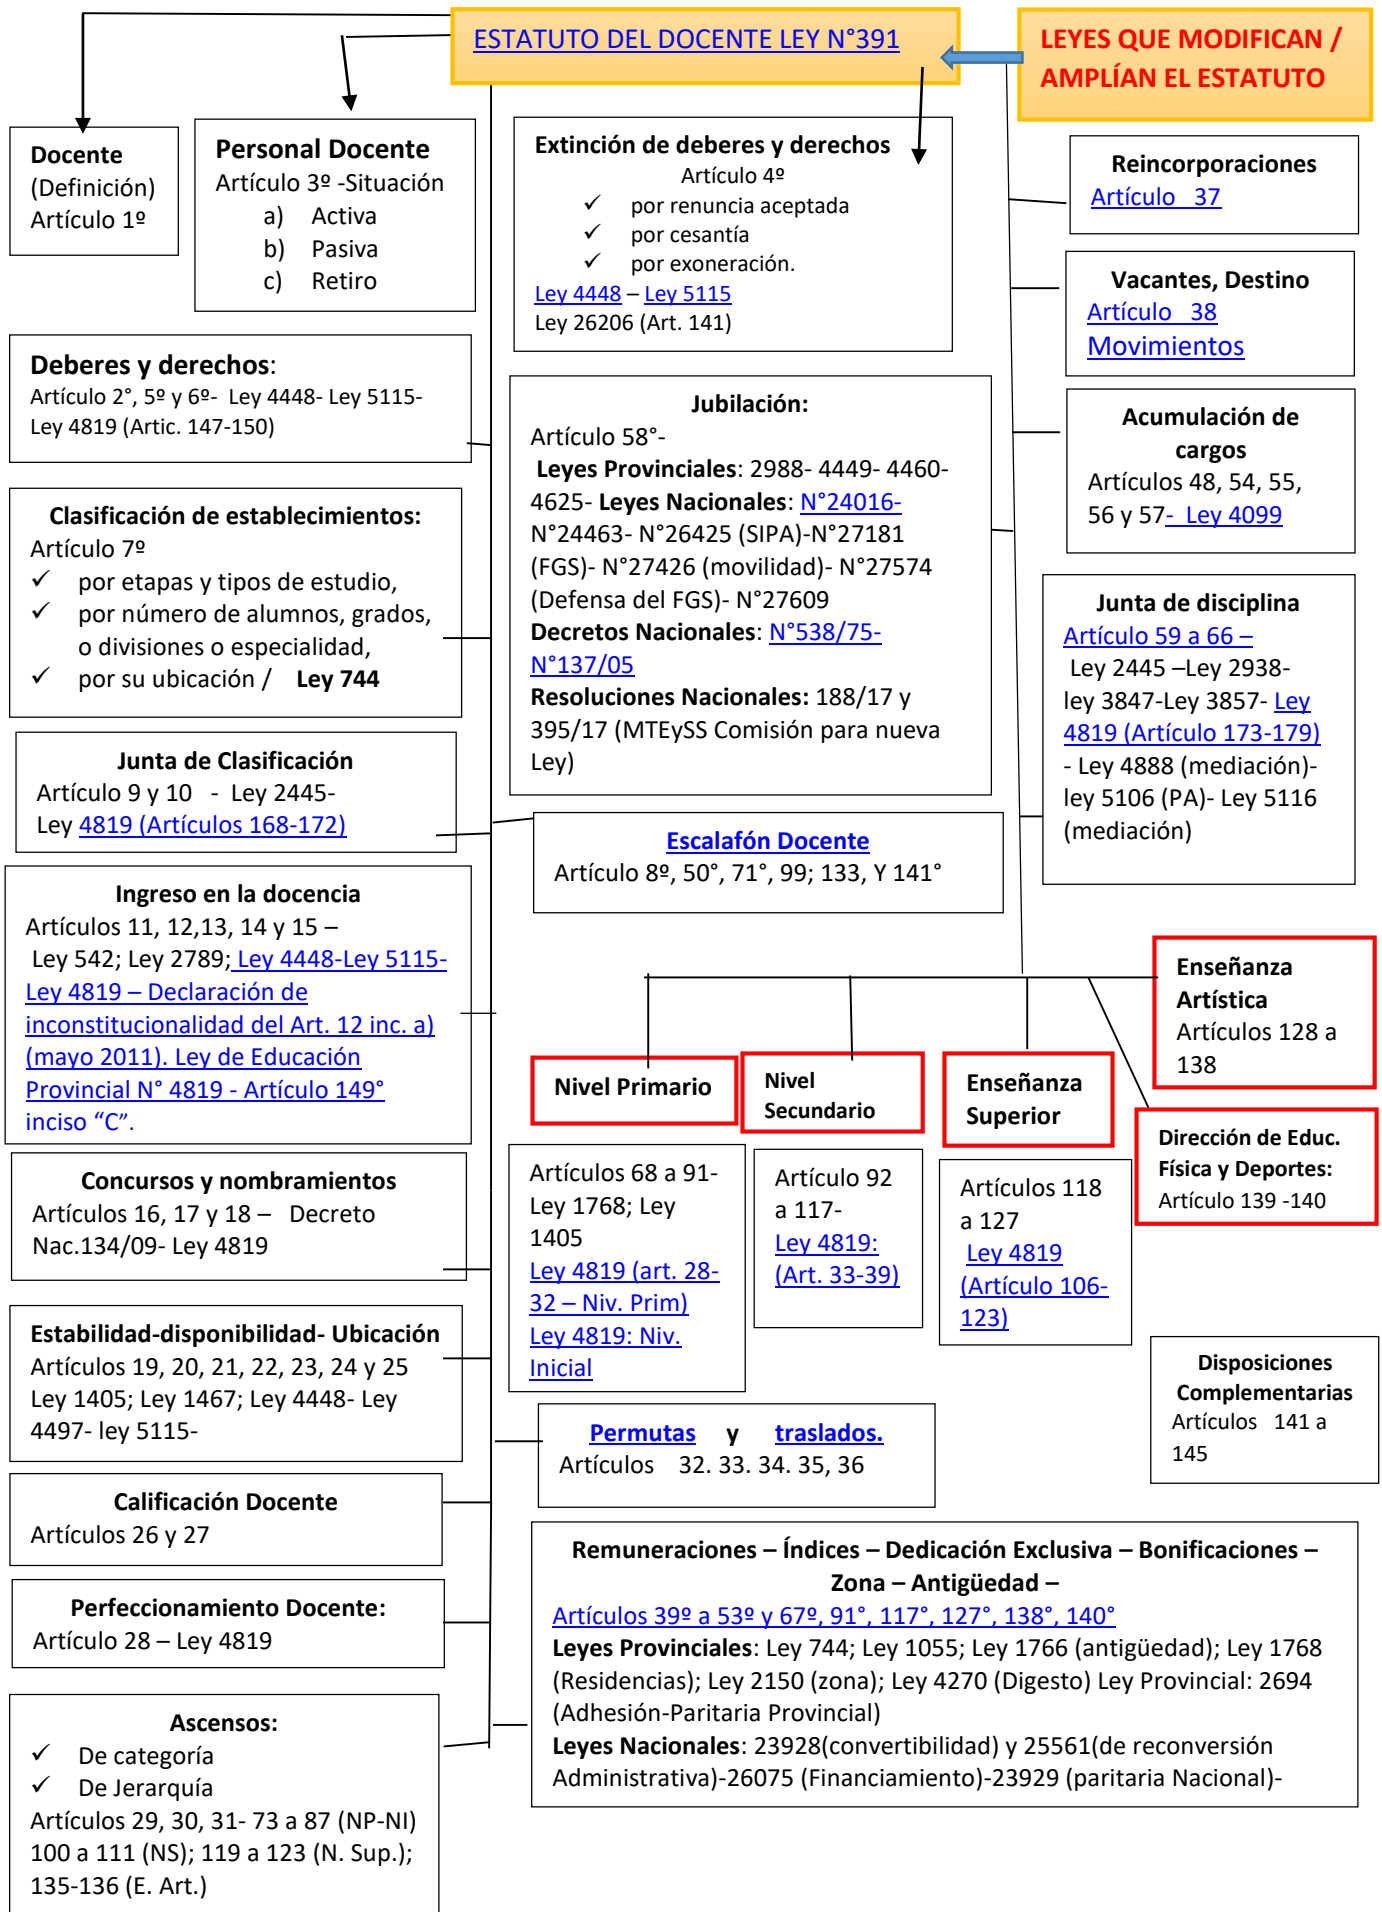 ESTATUTO DEL DOCENTE LEY N°391
LEYES QUE MODIFICAN /
AMPLÍAN EL ESTATUTO
Docente
(Definición)
Artículo 1º
Personal Docente
Artículo 3º -Situación
a) Activa
b) Pasiva
c) Retiro
Extinción de deberes y derechos
Artículo 4º
✓ por renuncia aceptada
✓ por cesantía
✓ por exoneración.
Ley 4448 – Ley 5115
Ley 26206 (Art. 141)
Reincorporaciones
Artículo 37
Vacantes, Destino
Artículo 38
Movimientos
Deberes y derechos:
Artículo 2°, 5º y 6º- Ley 4448- Ley 5115-
Ley 4819 (Artic. 147-150)
Jubilación:
Artículo 58°-
Leyes Provinciales: 2988- 4449- 4460-
4625- Leyes Nacionales: N°24016-
N°24463- N°26425 (SIPA)-N°27181
(FGS)- N°27426 (movilidad)- N°27574
(Defensa del FGS)- N°27609
Decretos Nacionales: N°538/75-
N°137/05
Resoluciones Nacionales: 188/17 y
395/17 (MTEySS Comisión para nueva
Ley)
Acumulación de
cargos
Artículos 48, 54, 55,
56 y 57- Ley 4099
Clasificación de establecimientos:
Artículo 7º
✓ por etapas y tipos de estudio,
✓ por número de alumnos, grados,
o divisiones o especialidad,
✓ por su ubicación / Ley 744
Junta de disciplina
Artículo 59 a 66 –
Ley 2445 –Ley 2938-
ley 3847-Ley 3857- Ley
4819 (Artículo 173-179)
- Ley 4888 (mediación)-
ley 5106 (PA)- Ley 5116
(mediación)
Junta de Clasificación
Artículo 9 y 10 - Ley 2445-
Ley 4819 (Artículos 168-172)
Escalafón Docente
Artículo 8º, 50°, 71°, 99; 133, Y 141°
Ingreso en la docencia
Artículos 11, 12,13, 14 y 15 –
Ley 542; Ley 2789; Ley 4448-Ley 5115-
Ley 4819 – Declaración de
inconstitucionalidad del Art. 12 inc. a)
(mayo 2011). Ley de Educación
Provincial N° 4819 - Artículo 149°
inciso “C”.
Nivel Primario
Nivel
Secundario
Enseñanza
Superior
Enseñanza
Artística
Artículos 128 a
138
Dirección de Educ.
Física y Deportes:
Artículo 139 -140
Concursos y nombramientos
Artículos 16, 17 y 18 – Decreto
Nac.134/09- Ley 4819
Artículos 68 a 91-
Ley 1768; Ley
1405
Ley 4819 (art. 28-
32 – Niv. Prim)
Ley 4819: Niv.
Inicial
Artículo 92
a 117-
Ley 4819:
(Art. 33-39)
Artículos 118
a 127
Ley 4819
(Artículo 106-
123)
Estabilidad-disponibilidad- Ubicación
Artículos 19, 20, 21, 22, 23, 24 y 25
Ley 1405; Ley 1467; Ley 4448- Ley
4497- ley 5115-
Disposiciones
Complementarias
Artículos 141 a
145
Permutas y traslados.
Artículos 32. 33. 34. 35, 36
Calificación Docente
Artículos 26 y 27
Remuneraciones – Índices – Dedicación Exclusiva – Bonificaciones –
Zona – Antigüedad –
Artículos 39º a 53º y 67º, 91°, 117°, 127°, 138°, 140°
Leyes Provinciales: Ley 744; Ley 1055; Ley 1766 (antigüedad); Ley 1768
(Residencias); Ley 2150 (zona); Ley 4270 (Digesto) Ley Provincial: 2694
(Adhesión-Paritaria Provincial)
Leyes Nacionales: 23928(convertibilidad) y 25561(de reconversión
Administrativa)-26075 (Financiamiento)-23929 (paritaria Nacional)-
Perfeccionamiento Docente:
Artículo 28 – Ley 4819
Ascensos:
✓ De categoría
✓ De Jerarquía
Artículos 29, 30, 31- 73 a 87 (NP-NI)
100 a 111 (NS); 119 a 123 (N. Sup.);
135-136 (E. Art.)